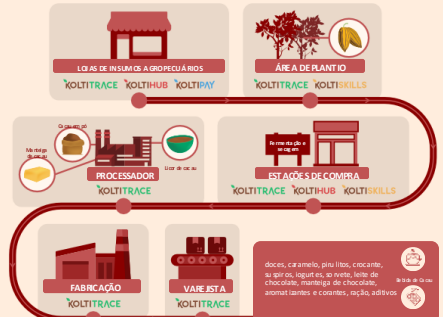 LOJAS DE INSUMOS AGROPECUÁRIOS
KOLTITRACE KOLTIHUB KOLTIPAY
ÁREA DE PLANTIO
KOLTITRACE KOLTISKILLS
Cacau em pó
Manteiga
de cacau
Licor de cacau
PROCESSADOR
KOLTITRACE
Fermentação e
secagem
ESTAÇÕES DE COMPRA
KOLTITRACE KOLTIHUB KOLTISKILLS
FABRICAÇÃO
KOLTITRACE
VAREJISTA
KOLTITRACE
doces, caramelo, pirulitos, crocante,
suspiros, iogurtes, sorvete, leite de
chocolate, manteiga de chocolate,
aromatizantes e corantes, ração, aditivos
Bebida de Cacau